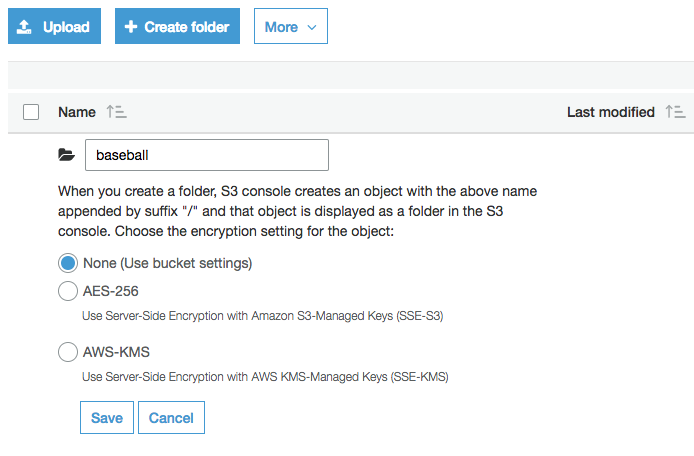 Upload + Create folder More
Name Last modified
baseball
When you create a folder, S3 console creates an object with the above name
appended by suffix "/" and that object is displayed as a folder in the S3
console. Choose the encryption setting for the object:
None (Use bucket settings)
AES-256
Use Server-Side Encryption with Amazon S3-Managed Keys (SSE-S3)
AWS-KMS
Use Server-Side Encryption with AWS KMS-Managed Keys (SSE-KMS)
Save Cancel